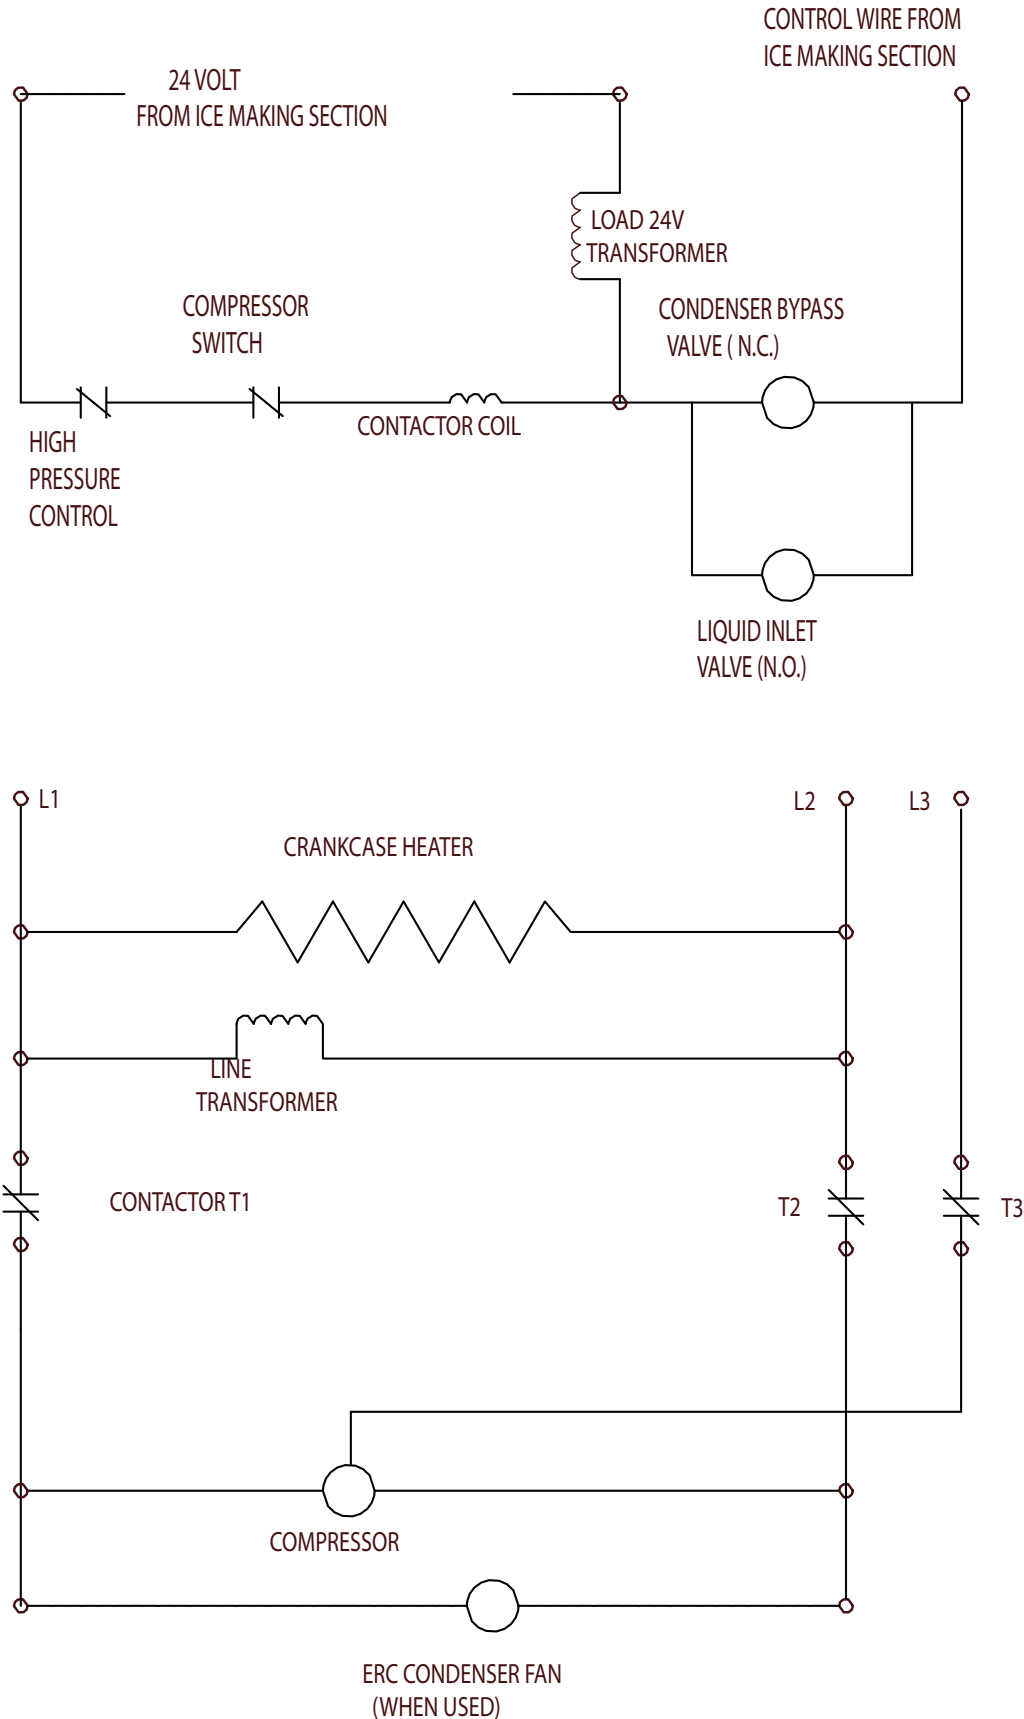 CONTROL WIRE FROM
ICE MAKING SECTION
24 VOLT
FROM ICE MAKING SECTION
LOAD 24V
TRANSFORMER
COMPRESSOR
SWITCH
CONDENSER BYPASS
VALVE ( N.C.)
CONTACTOR COIL
HIGH
PRESSURE
CONTROL
LIQUID INLET
VALVE (N.O.)
L1
L2
L3
CRANKCASE HEATER
LINE
TRANSFORMER
CONTACTOR T1
T2
T3
COMPRESSOR
ERC CONDENSER FAN
(WHEN USED)